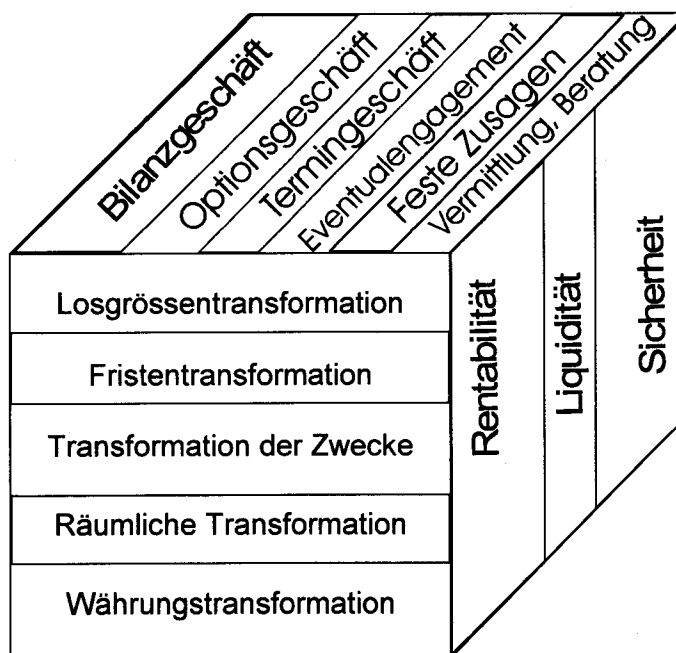 Bilanzgeschäft
Optionsgeschäft
Termingeschäft
Eventualengagement
Feste Zusagen
Vermittlung, Beratung
Losgrössentransformation
Fristentransformation
Transformation der Zwecke
Räumliche Transformation
Währungstransformation
Rentabilität
Liquidität
Sicherheit